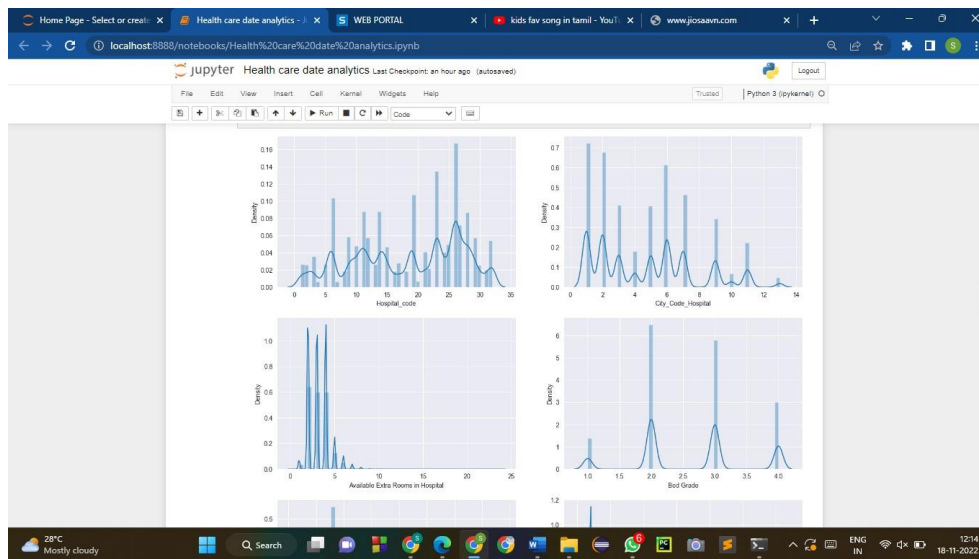 Home Page - Select or create
Health care date analytics - J
WEB PORTAL
kids fav song in tamil - YouTu
www.jiosaavn.com
localhost:8888/notebooks/Health%20care%20date%20analytics.ipynb
S
jupyter Health care date analytics Last Checkpoint: an hour ago (autosaved)
Logout
File Edit View Insert Cell Kernel Widgets Help
Trusted Python 3 (ipykernel)
Run Code
0.16
0.14
0.12
0.10
0.08
0.06
0.04
0.02
0.00
Density
0 5 10 15 20 25 30 35
Hospital_code
0.7
0.6
0.5
0.4
0.3
0.2
0.1
0.0
Density
0 2 4 6 8 10 12 14
City_Code_Hospital
1.0
0.8
0.6
0.4
0.2
0.0
Density
0 5 10 15 20 25
Available Extra Rooms in Hospital
6
5
4
3
2
1
0
Density
1.0 1.5 2.0 2.5 3.0 3.5 4.0
Bed Grade
0.5
1.2
1.0
28°C
Mostly cloudy
Search
ENG
IN
18-11-20